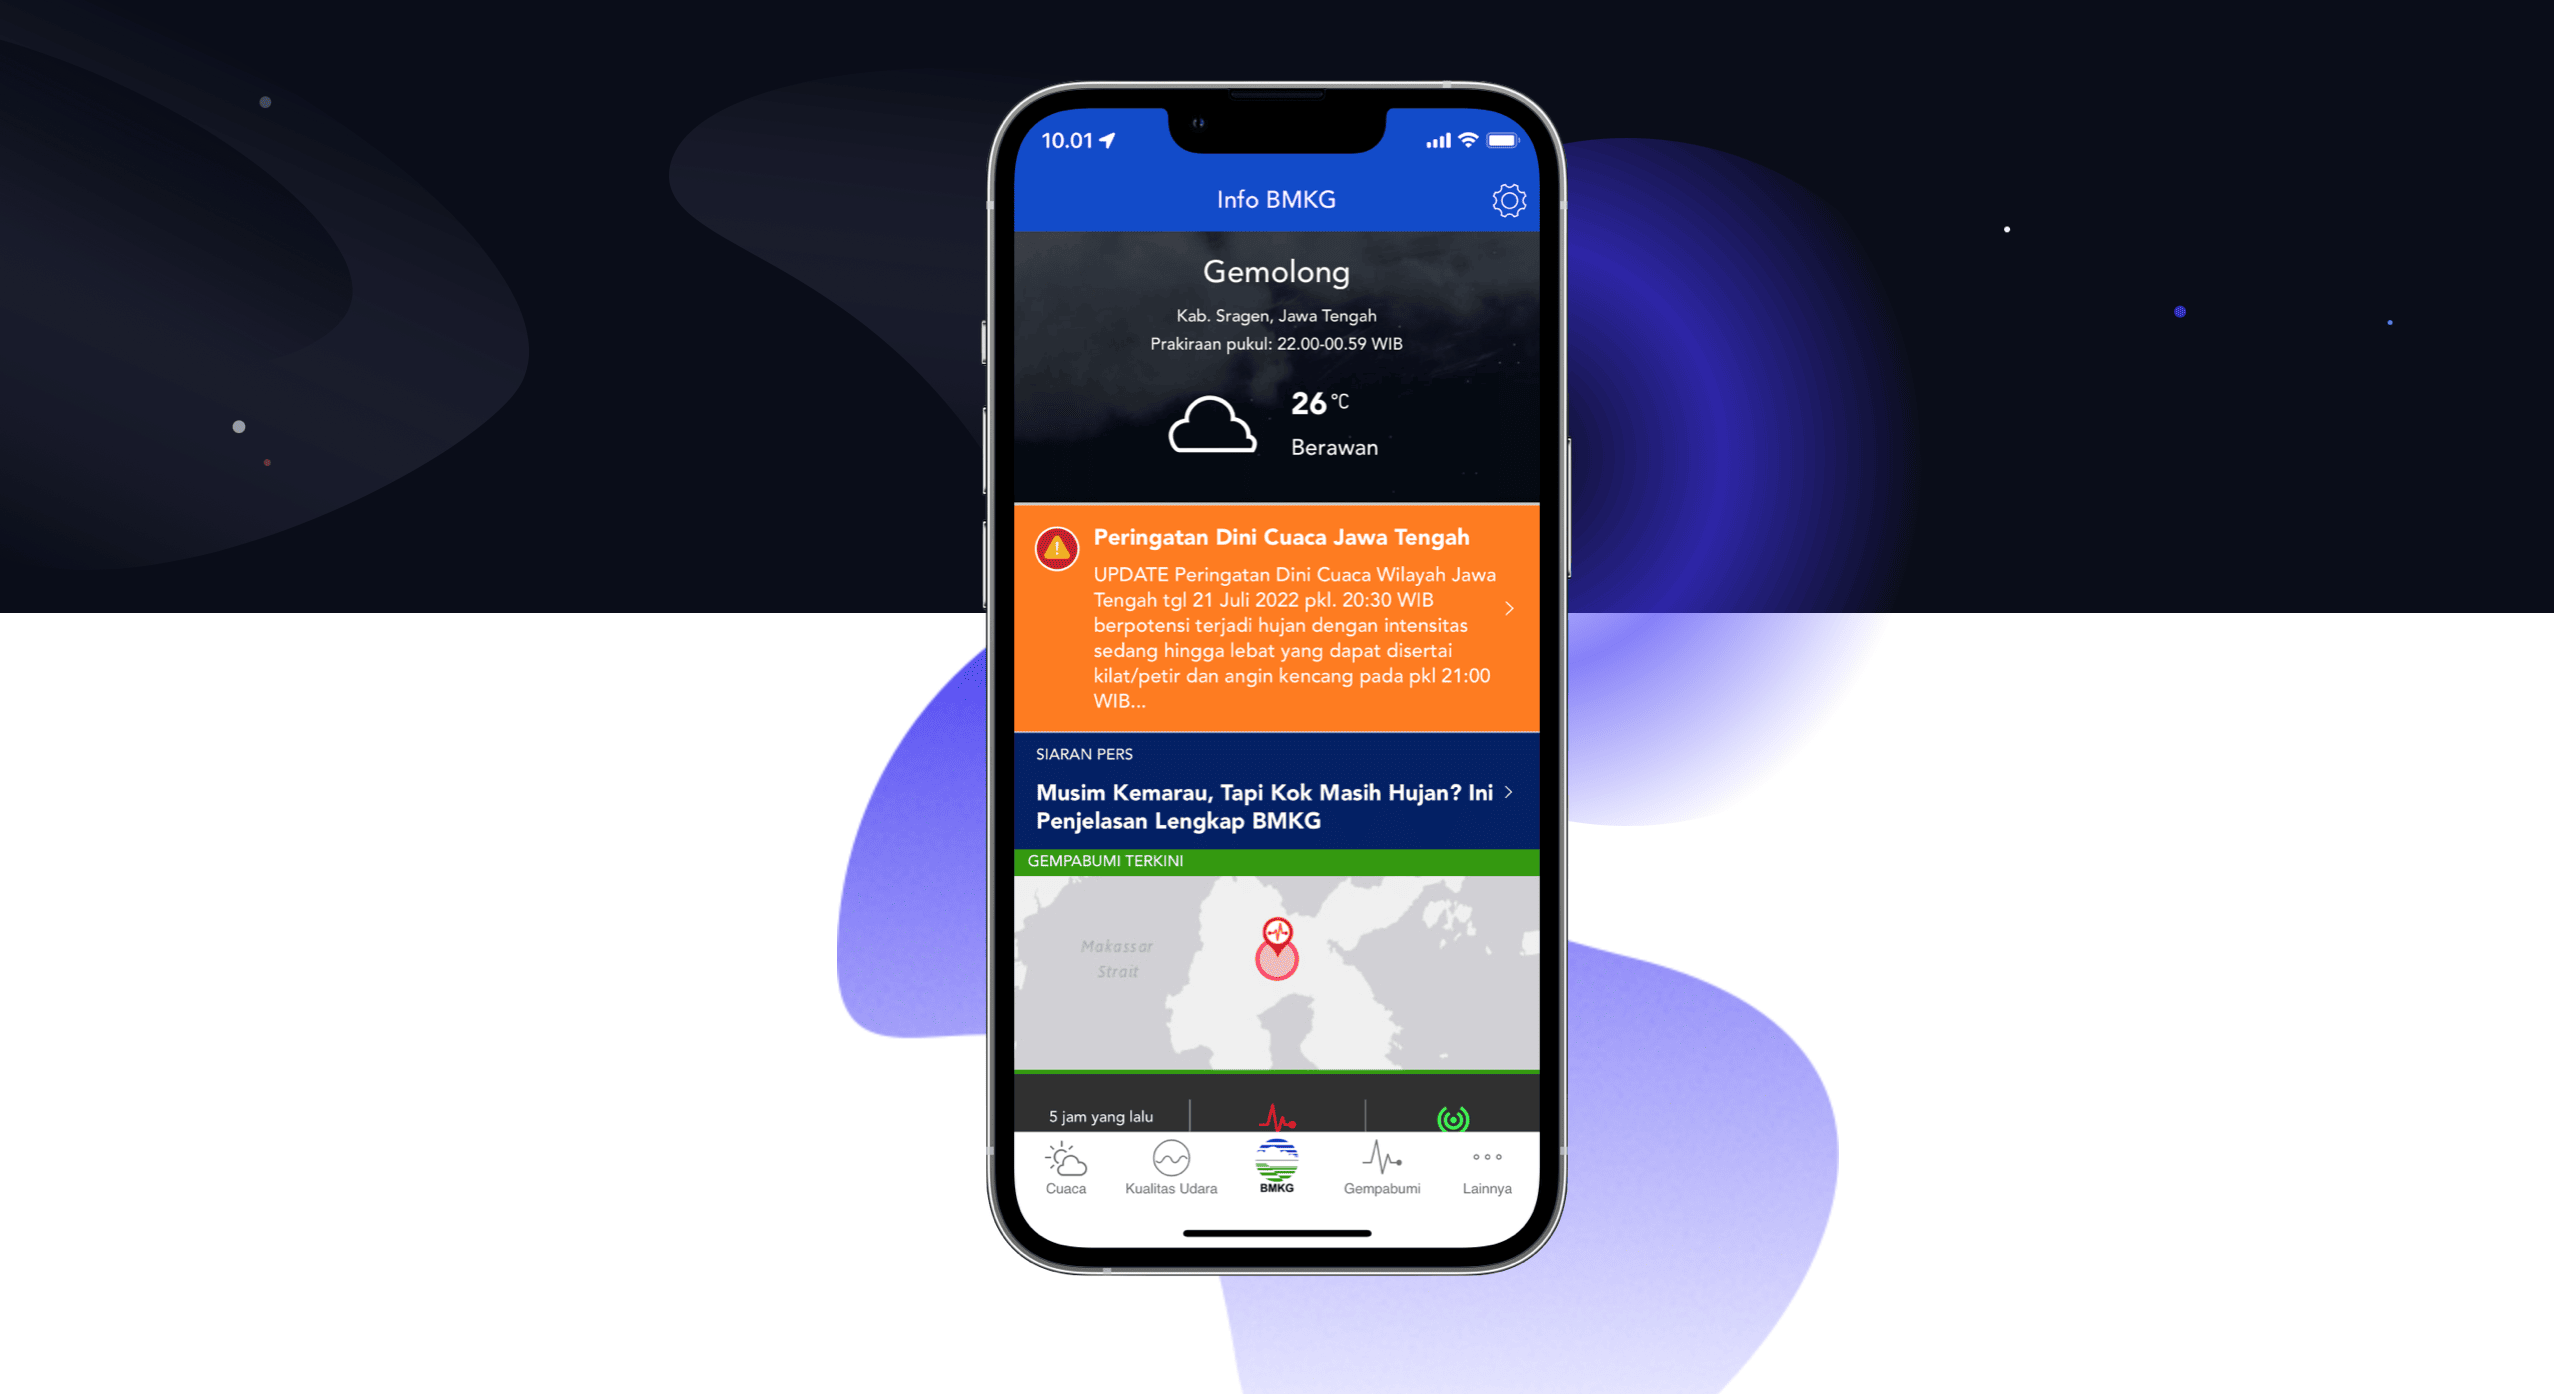 10.01
Info BMKG
Gemolong
Kab. Sragen, Jawa Tengah
Prakiraan pukul: 22.00-00.59 WIB
26 °C
Berawan
Peringatan Dini Cuaca Jawa Tengah
UPDATE Peringatan Dini Cuaca Wilayah Jawa
Tengah tgl 21 Juli 2022 pkl. 20:30 WIB
berpotensi terjadi hujan dengan intensitas
sedang hingga lebat yang dapat disertai
kilat/petir dan angin kencang pada pkl 21:00
WIB...
SIARAN PERS
Musim Kemarau, Tapi Kok Masih Hujan? Ini
Penjelasan Lengkap BMKG
GEMPABUMI TERKINI
Makassar
Strait
5 jam yang lalu
Cuaca
Kualitas Udara
BMKG
Gempabumi
Lainnya